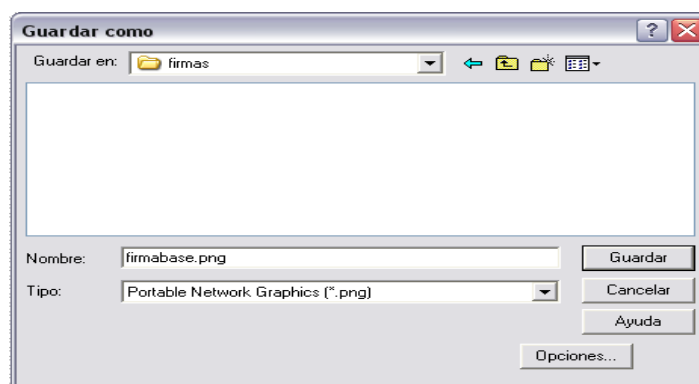 Guardar como
Guardar en: firmas
Nombre: firmabase.png Guardar
Tipo: Portable Network Graphics (*.png) Cancelar
Ayuda
Opciones...